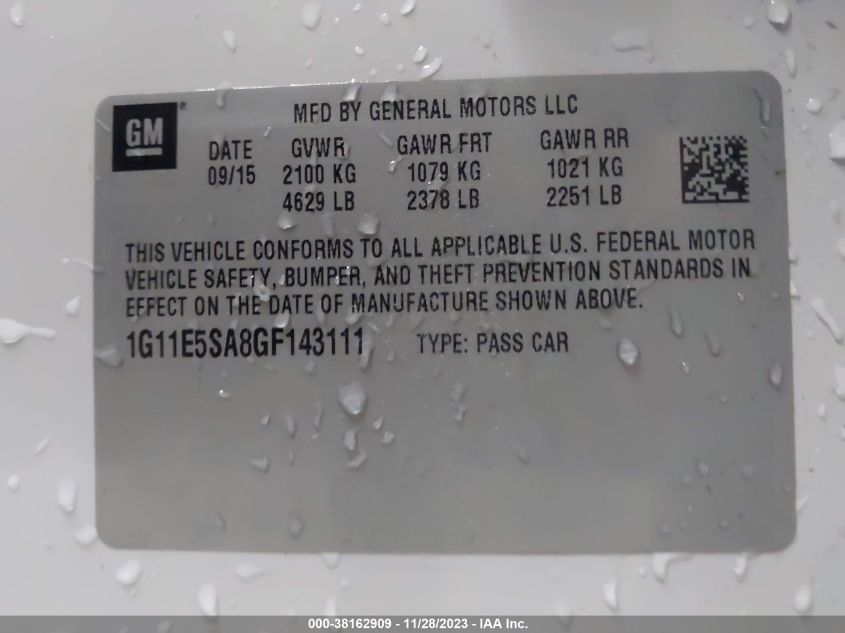 MFD BY GENERAL MOTORS LLC
GM®
DATE GVWR GAWR FRT GAWR RR
09/15 2100 KG 1079 KG 1021 KG
4629 LB 2378 LB 2251 LB
THIS VEHICLE CONFORMS TO ALL APPLICABLE U.S. FEDERAL MOTOR
VEHICLE SAFETY, BUMPER, AND THEFT PREVENTION STANDARDS IN
EFFECT ON THE DATE OF MANUFACTURE SHOWN ABOVE.
1G11E5SA8GF143111 TYPE: PASS CAR
000-38162909 - 11/28/2023 - IAA Inc.